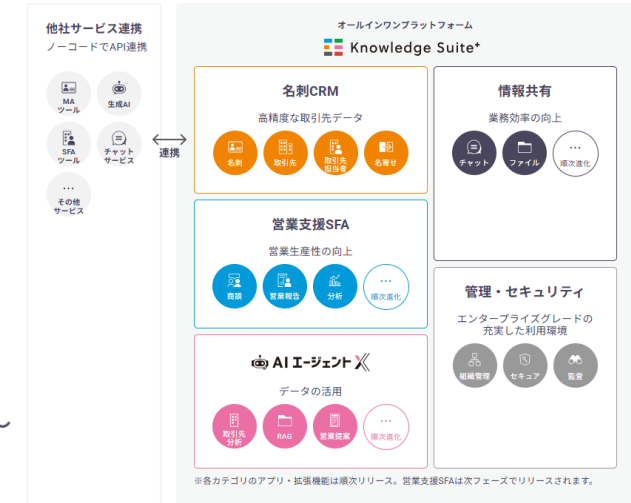 他社サービス連携
ノーコードでAPI連携
MA
ツール
生成AI
SFA
ツール
チャット
サービス
…
その他
サービス
連携
オールインワンプラットフォーム
Knowledge Suite+
名刺CRM
高精度な取引先データ
名刺
取引先
取引先
担当者
名寄せ
営業支援SFA
営業生産性の向上
商談
営業報告
分析
…
順次進化
AIエージェントX
データの活用
取引先
分析
RAG
営業提案
…
順次進化
情報共有
業務効率の向上
チャット
ファイル
…
順次進化
管理・セキュリティ
エンタープライズグレードの
充実した利用環境
組織管理
セキュア
監査
※各カテゴリのアプリ・拡張機能は順次リリース。営業支援SFAは次フェーズでリリースされます。